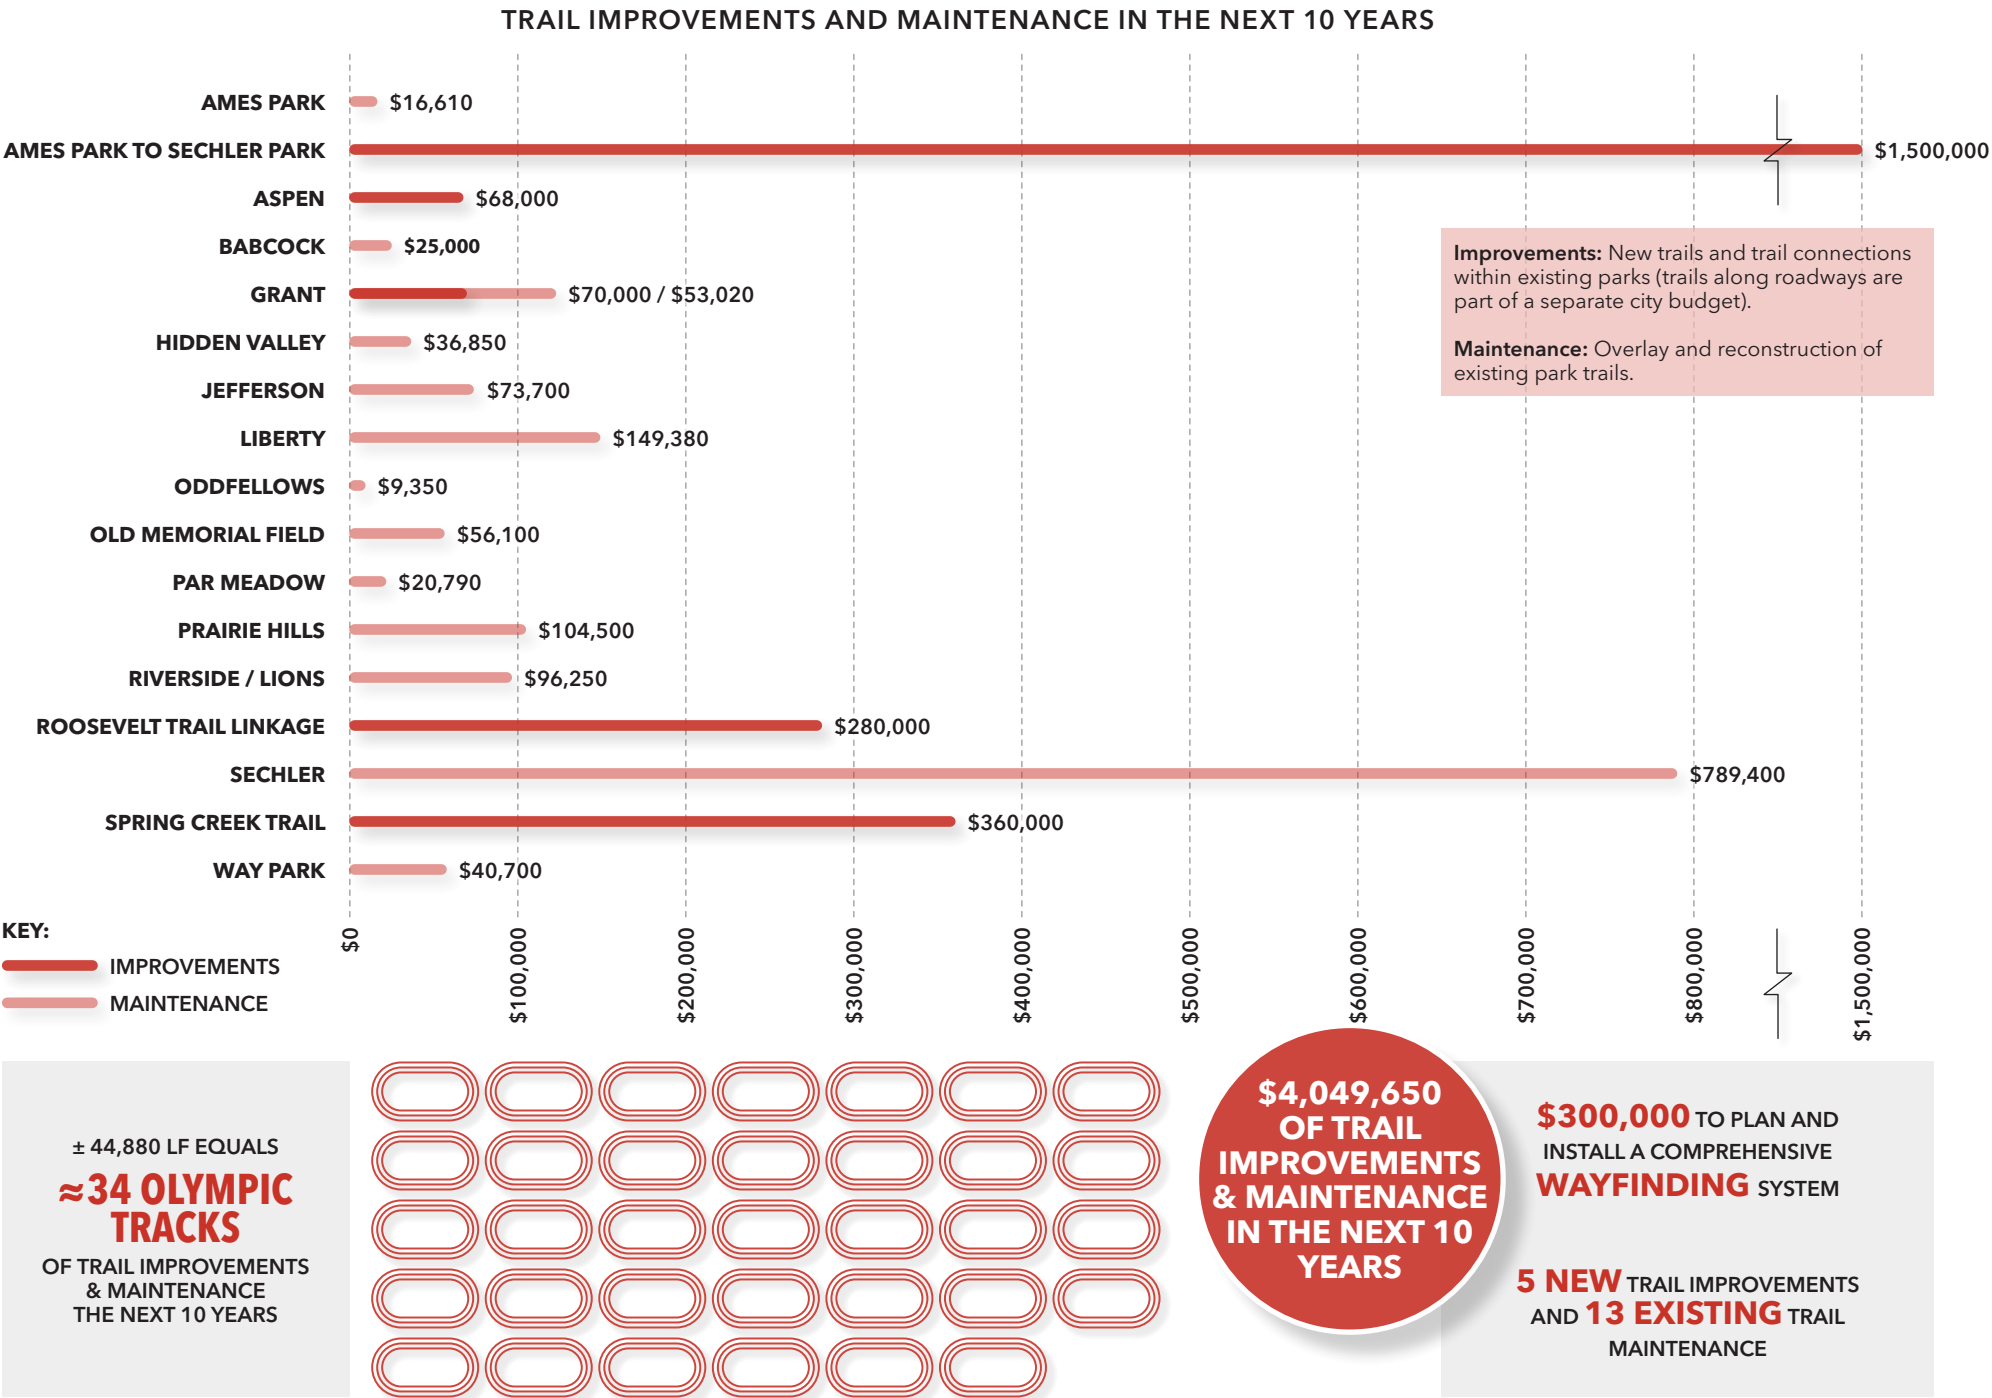 TRAIL IMPROVEMENTS AND MAINTENANCE IN THE NEXT 10 YEARS
AMES PARK $16,610
AMES PARK TO SECHLER PARK $1,500,000
ASPEN $68,000
BABCOCK $25,000
GRANT $70,000 / $53,020
HIDDEN VALLEY $36,850
JEFFERSON $73,700
LIBERTY $149,380
ODDFELLOWS $9,350
OLD MEMORIAL FIELD $56,100
PAR MEADOW $20,790
PRAIRIE HILLS $104,500
RIVERSIDE / LIONS $96,250
ROOSEVELT TRAIL LINKAGE $280,000
SECHLER $789,400
SPRING CREEK TRAIL $360,000
WAY PARK $40,700
Improvements: New trails and trail connections
within existing parks (trails along roadways are
part of a separate city budget).
Maintenance: Overlay and reconstruction of
existing park trails.
$0 $100,000 $200,000 $300,000 $400,000 $500,000 $600,000 $700,000 $800,000 $1,500,000
KEY:
IMPROVEMENTS
MAINTENANCE
± 44,880 LF EQUALS
≈34 OLYMPIC
TRACKS
OF TRAIL IMPROVEMENTS
& MAINTENANCE
THE NEXT 10 YEARS
$4,049,650
OF TRAIL
IMPROVEMENTS
& MAINTENANCE
IN THE NEXT 10
YEARS
$300,000 TO PLAN AND
INSTALL A COMPREHENSIVE
WAYFINDING SYSTEM
5 NEW TRAIL IMPROVEMENTS
AND 13 EXISTING TRAIL
MAINTENANCE